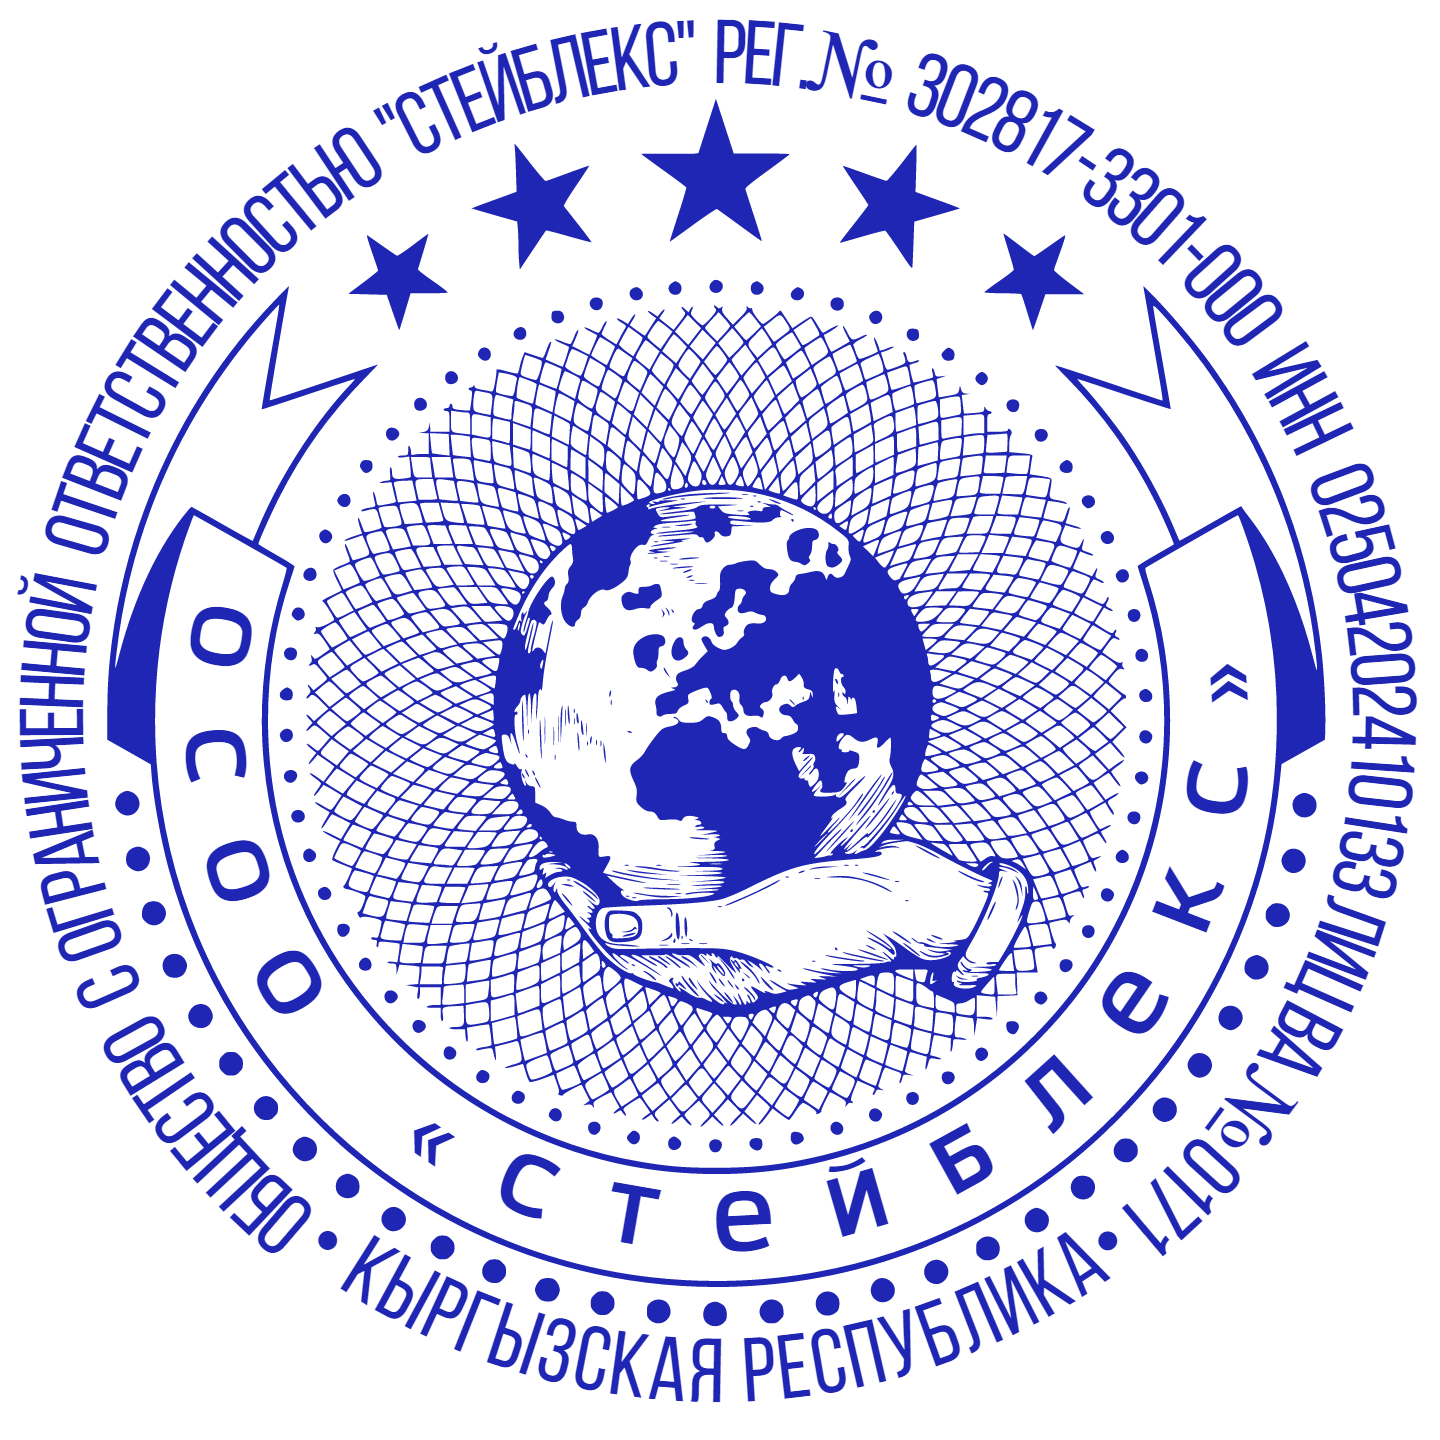 ОБЩЕСТВО С ОГРАНИЧЕННОЙ ОТВЕТСТВЕННОСТЬЮ "СТЕЙБЛЕКС" РЕГ.№ 302817-3301-000 ИНН 02504202410133 ЛИЦ ВА №0171
• КЫРГЫЗСКАЯ РЕСПУБЛИКА •
ОСОО «Стейблекс»